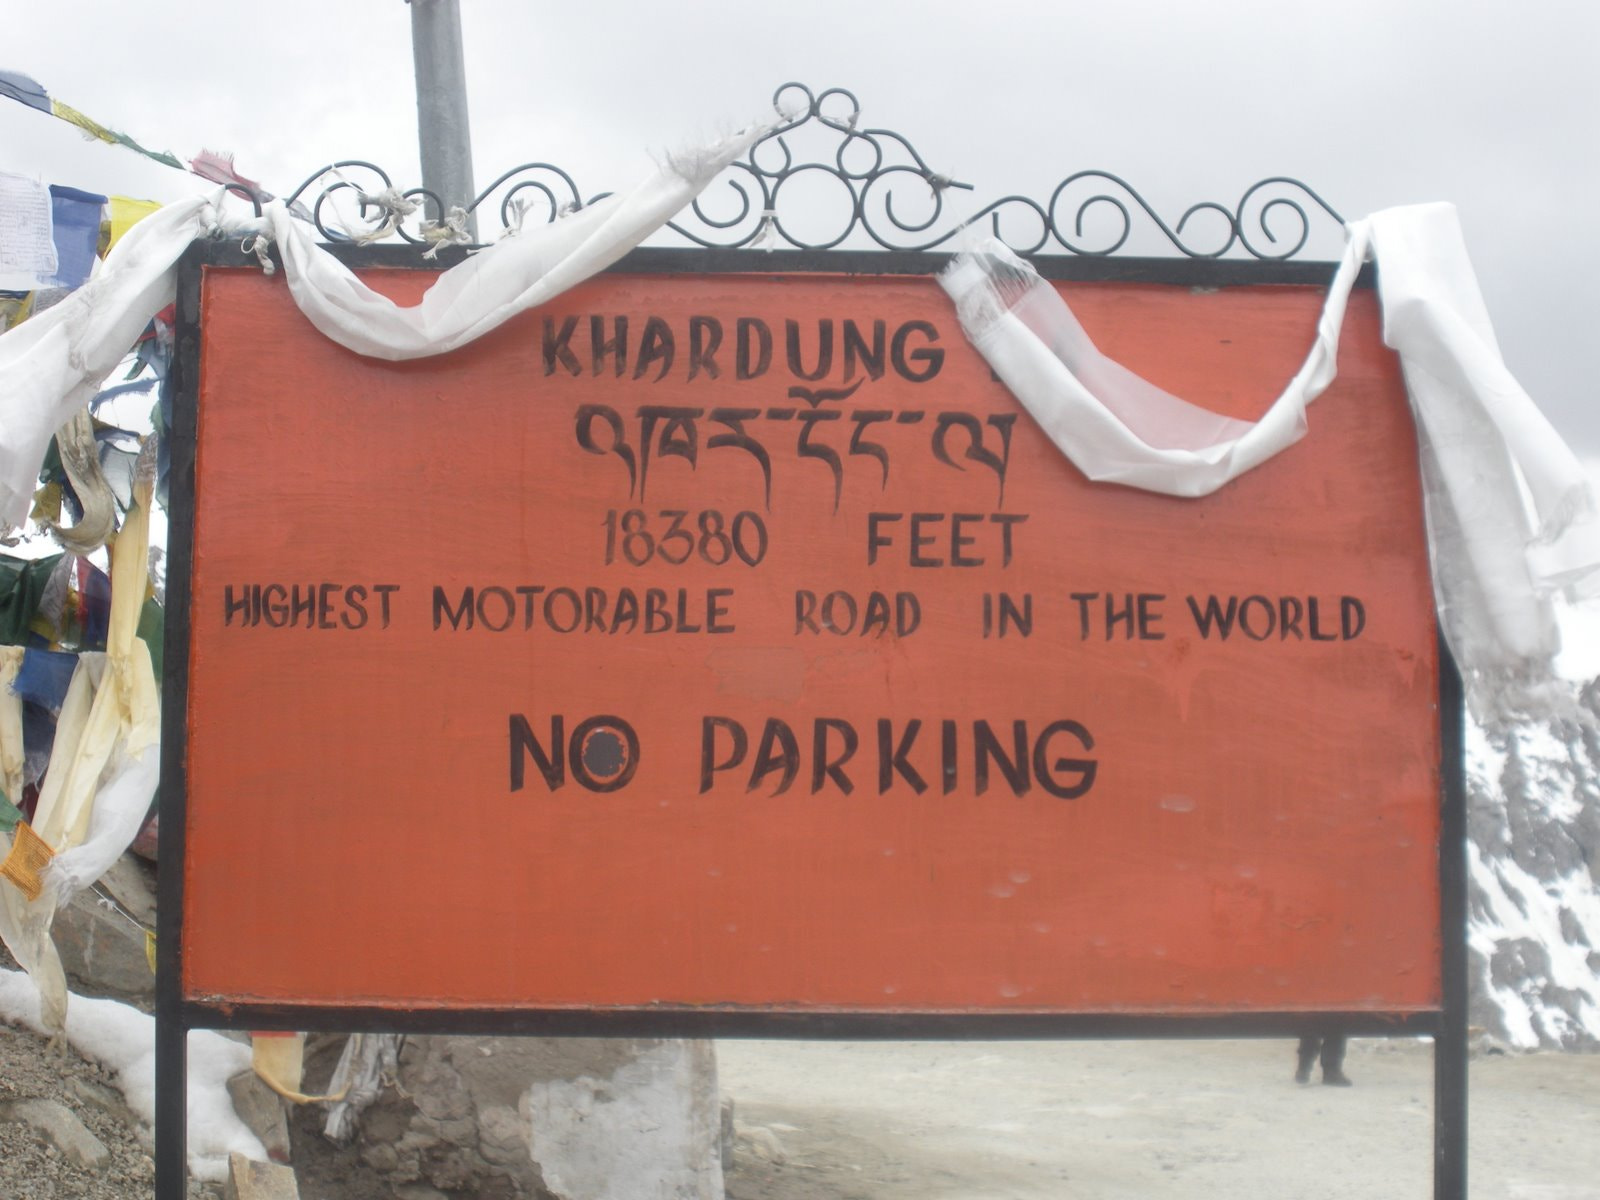 KHARDUNG
འཁར་དོང་ལ
18380 FEET
HIGHEST MOTORABLE ROAD IN THE WORLD
NO PARKING